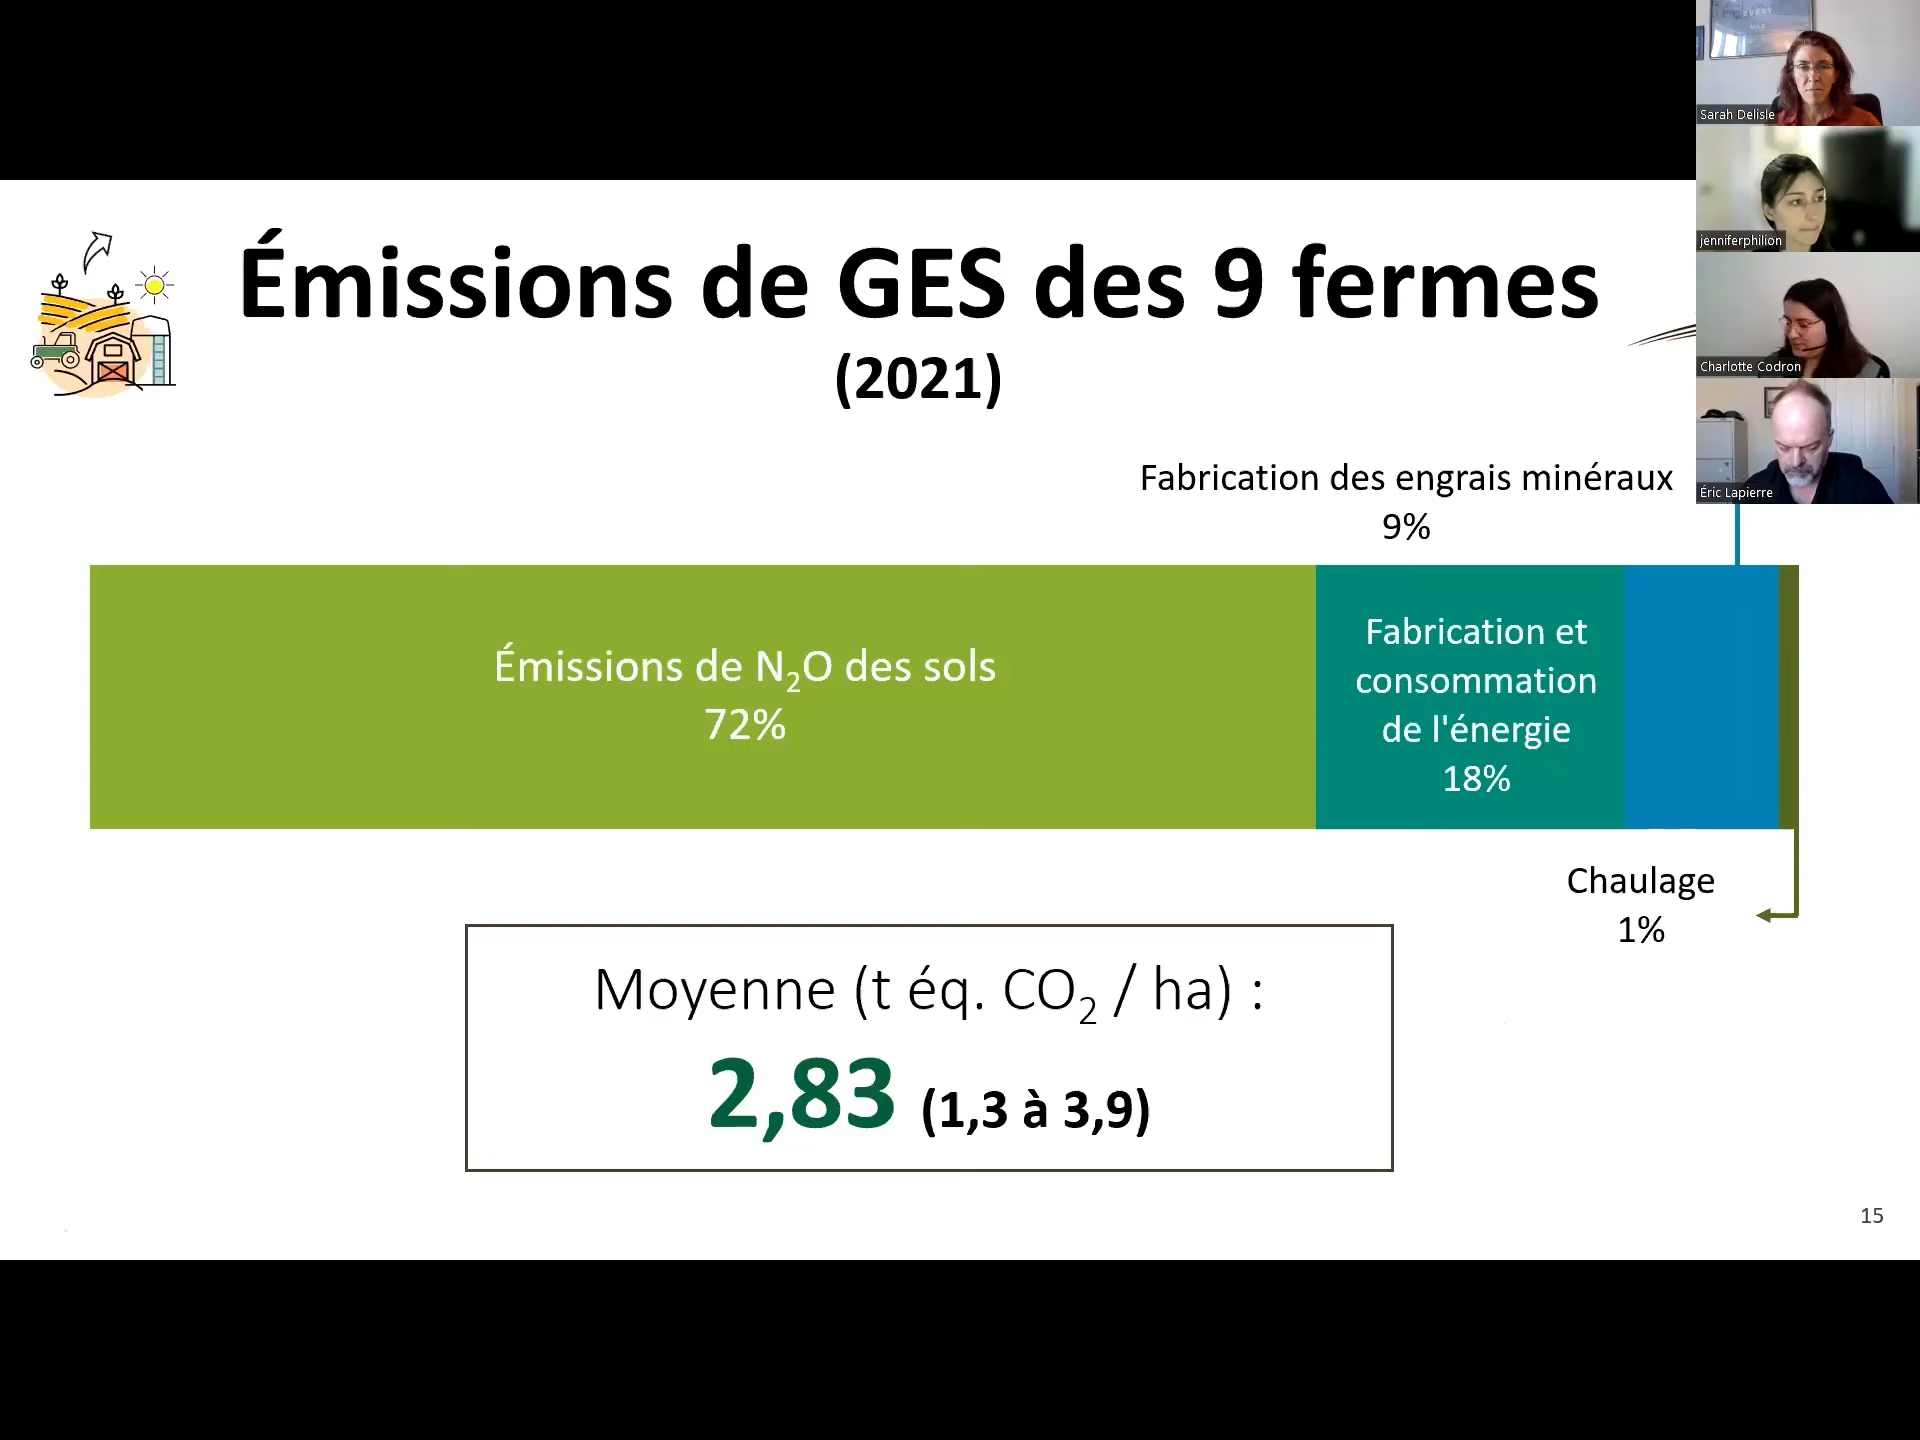 Émissions de GES des 9 fermes
(2021)
Sarah Delisle
jenniferphilion
Charlotte Codron
Éric Lapierre
Fabrication des engrais minéraux
9%
Émissions de N₂O des sols
72%
Fabrication et
consommation
de l'énergie
18%
Chaulage
1%
Moyenne (t éq. CO₂ / ha) :
2,83 (1,3 à 3,9)
15